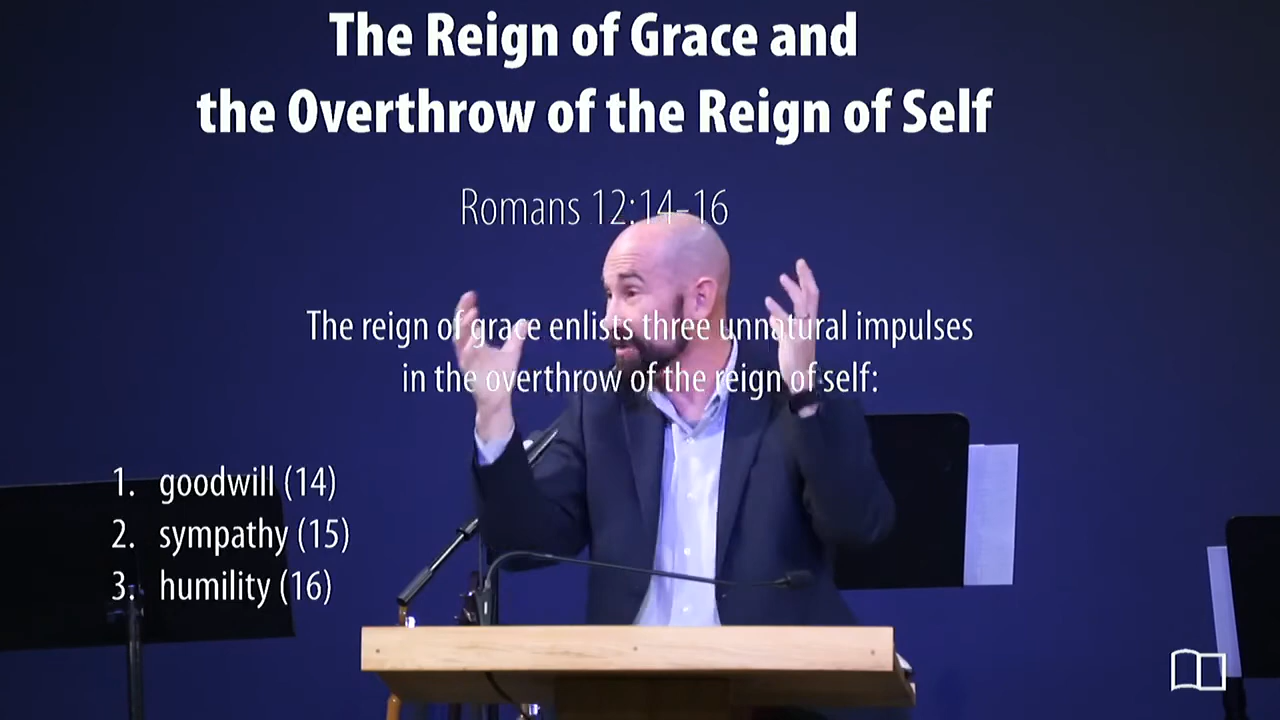 The Reign of Grace and
the Overthrow of the Reign of Self
Romans 12:14-16
The reign of grace enlists three unnatural impulses
in the overthrow of the reign of self:
1. goodwill (14)
2. sympathy (15)
3. humility (16)